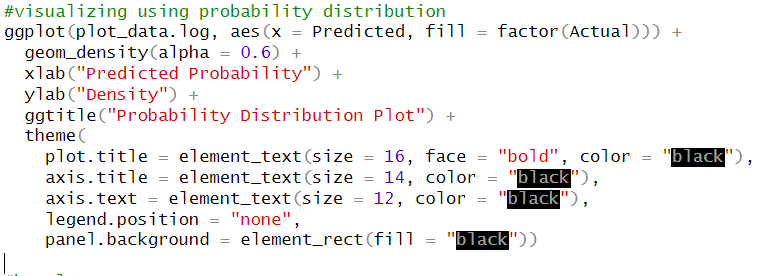 #visualizing using probability distribution
ggplot(plot_data.log, aes(x = Predicted, fill = factor(Actual))) +
  geom_density(alpha = 0.6) +
  xlab("Predicted Probability") +
  ylab("Density") +
  ggtitle("Probability Distribution Plot") +
  theme(
    plot.title = element_text(size = 16, face = "bold", color = "black"),
    axis.title = element_text(size = 14, color = "black"),
    axis.text = element_text(size = 12, color = "black"),
    legend.position = "none",
    panel.background = element_rect(fill = "black"))